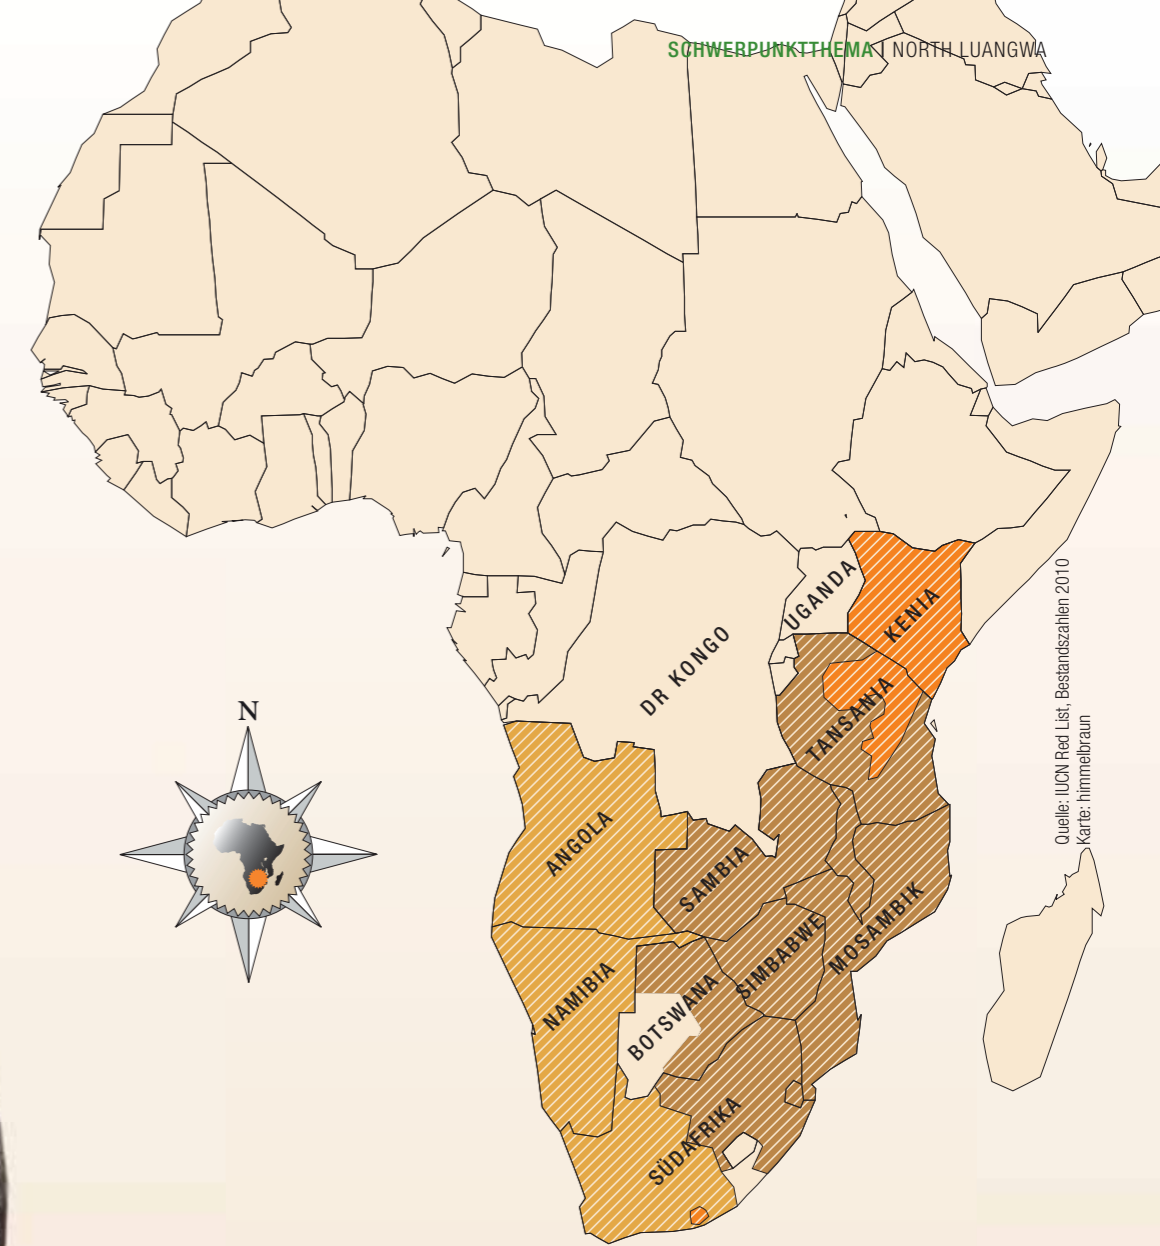 SCHWERPUNKTTHEMA | NORTH LUANGWA
UGANDA
KENIA
DR KONGO
TANSANIA
N
ANGOLA
SAMBIA
SIMBABWE
MOSAMBIK
NAMIBIA
BOTSWANA
SÜDAFRIKA
Quelle: IUCN Red List, Bestandszahlen 2010
Karte: himmelbraun